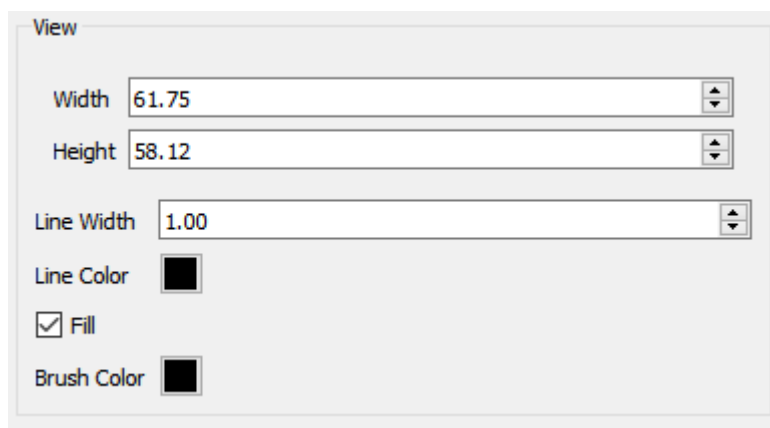 View
Width 61.75
Height 58.12
Line Width 1.00
Line Color
Fill
Brush Color